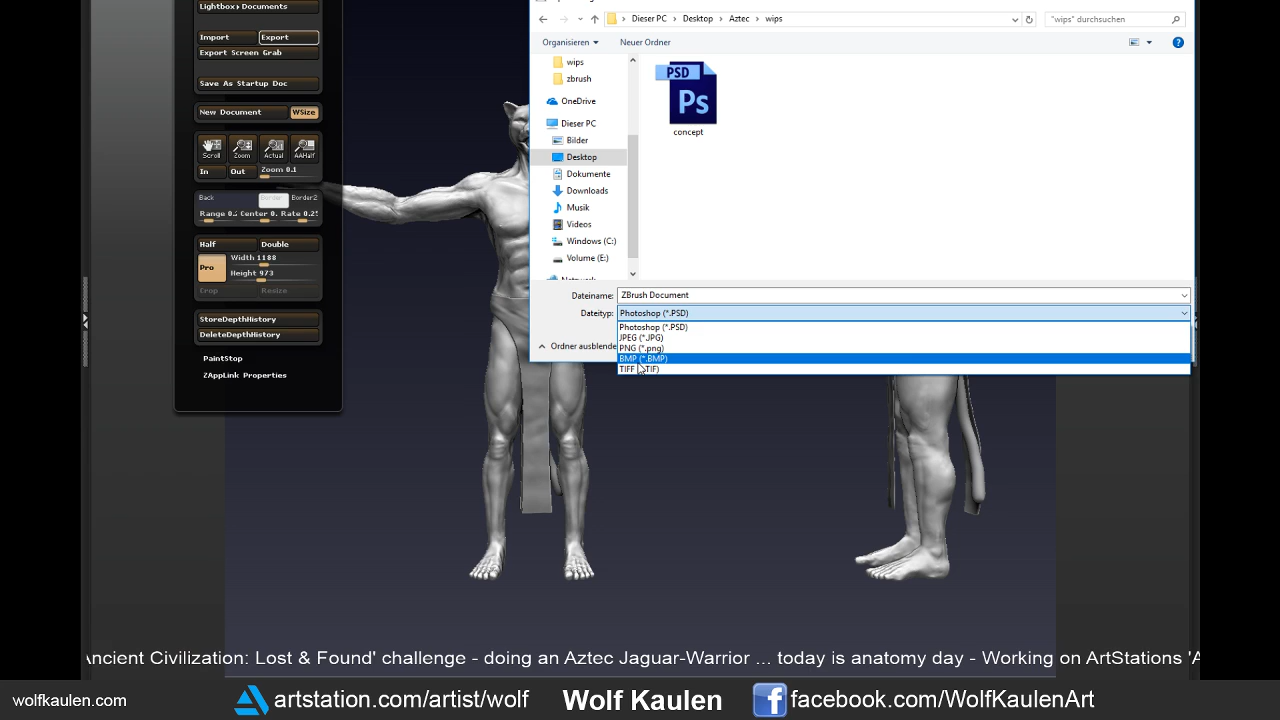 Lightbox▸Documents
Import Export
Export Screen Grab
Save As Startup Doc
New Document WSize
Scroll Zoom Actual AAHalf
In Out Zoom 0.1
Back Border Border2
Range 0. Center 0. Rate 0.25
Half Double
Pro Width 1188
Height 973
Crop Resize
StoreDepthHistory
DeleteDepthHistory
PaintStop
ZAppLink Properties
Dieser PC Desktop Aztec wips
"wips" durchsuchen
Organisieren Neuer Ordner
wips
zbrush
OneDrive
Dieser PC
Bilder
Desktop
Dokumente
Downloads
Musik
Videos
Windows (C:)
Volume (E:)
PSD
Ps
concept
Dateiname: ZBrush Document
Dateityp: Photoshop (*.PSD)
Photoshop (*.PSD)
JPEG (*.JPG)
PNG (*.png)
BMP (*.BMP)
TIFF TIF)
Ordner ausblende
Ancient Civilization: Lost & Found' challenge - doing an Aztec Jaguar-Warrior ... today is anatomy day - Working on ArtStations 'A
wolfkaulen.com artstation.com/artist/wolf Wolf Kaulen facebook.com/WolfKaulenArt